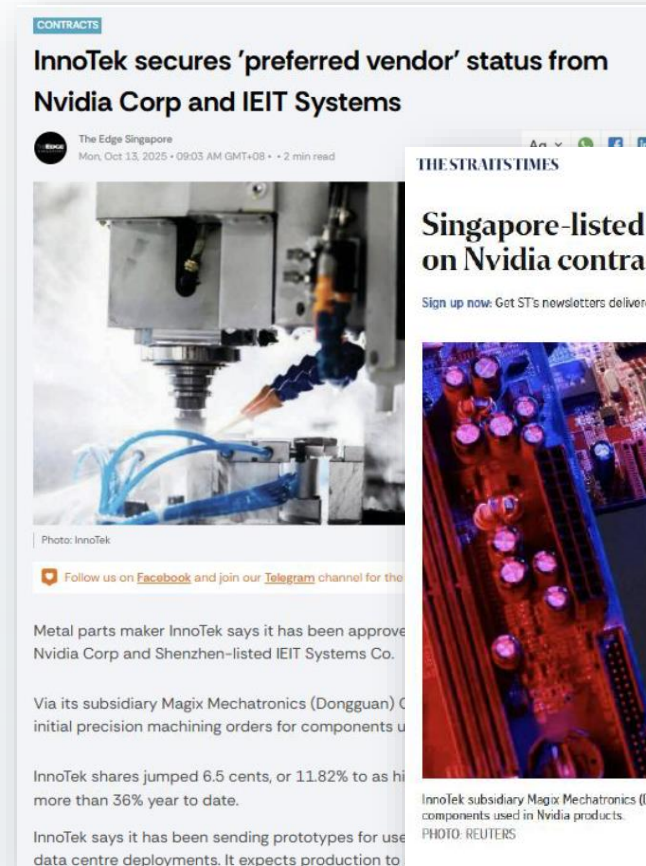 CONTRACTS
InnoTek secures 'preferred vendor' status from
Nvidia Corp and IEIT Systems
The Edge Singapore
Mon, Oct 13, 2025 • 09:03 AM GMT+08 • • 2 min read
Aa
Photo: InnoTek
Follow us on Facebook and join our Telegram channel for the
Metal parts maker InnoTek says it has been approve
Nvidia Corp and Shenzhen-listed IEIT Systems Co.
Via its subsidiary Magix Mechatronics (Dongguan) C
initial precision machining orders for components u
InnoTek shares jumped 6.5 cents, or 11.82% to as hi
more than 36% year to date.
InnoTek says it has been sending prototypes for use
data centre deployments. It expects production to
THE STRAITS TIMES
Singapore-listed
on Nvidia contra
Sign up now: Get ST's newsletters delivere
InnoTek subsidiary Magix Mechatronics (D
components used in Nvidia products.
PHOTO: REUTERS